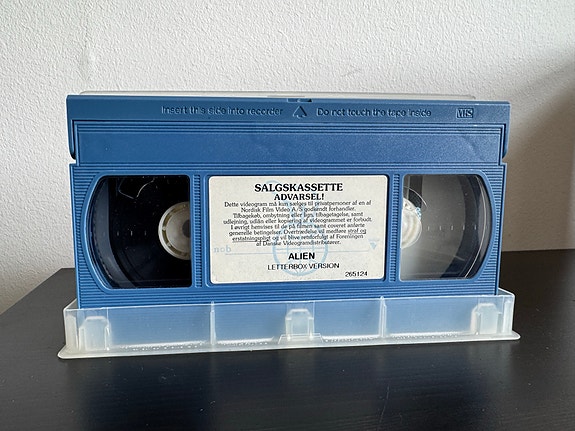 Insert this side into recorder △ Do not touch the tape inside VHS
SALGSKASSETTE
ADVARSEL!
Dette videogram må kun sælges til privatpersoner af en af
Nordisk Film Video A/S godkendt forhandler.
Tilbagekøb, ombytning eller lign. tilbagetagelse, samt
udlejning, udlån eller kopiering af videogrammet er forbudt.
I øvrigt henvises til de på filmen samt coveret anførte
generelle betingelser. Overtrædelse vil medføre straf og
erstatningspligt og vil blive retsforfulgt af Foreningen
af Danske Videogramdistributører.
ALIEN
LETTERBOX VERSION
265124